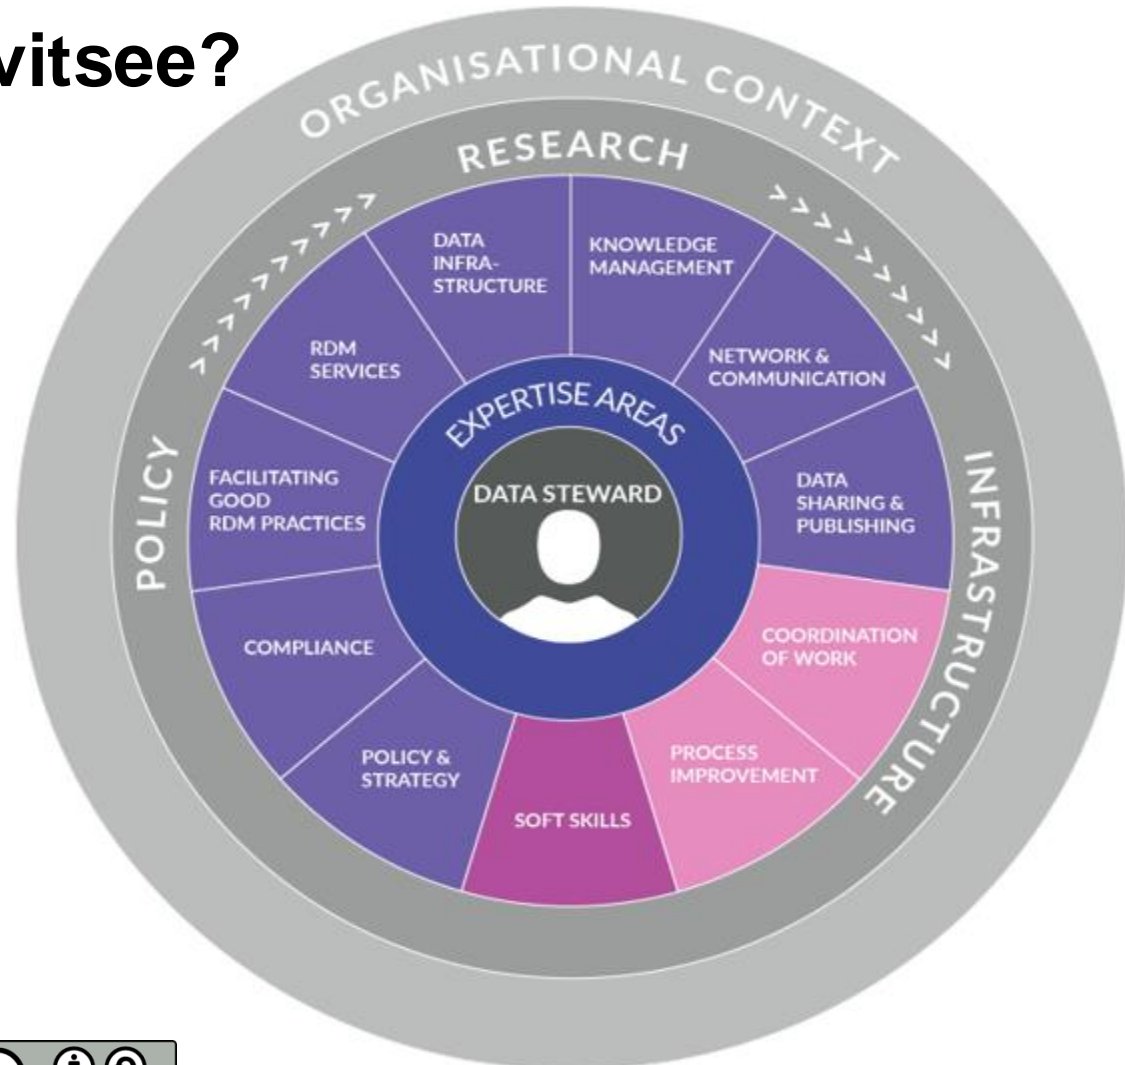 vitsee?
ORGANISATIONAL CONTEXT
RESEARCH
POLICY
INFRASTRUCTURE
DATA
INFRA-
STRUCTURE
KNOWLEDGE
MANAGEMENT
RDM
SERVICES
NETWORK &
COMMUNICATION
FACILITATING
GOOD
RDM PRACTICES
EXPERTISE AREAS
DATA STEWARD
DATA
SHARING &
PUBLISHING
COMPLIANCE
COORDINATION
OF WORK
POLICY &
STRATEGY
SOFT SKILLS
PROCESS
IMPROVEMENT